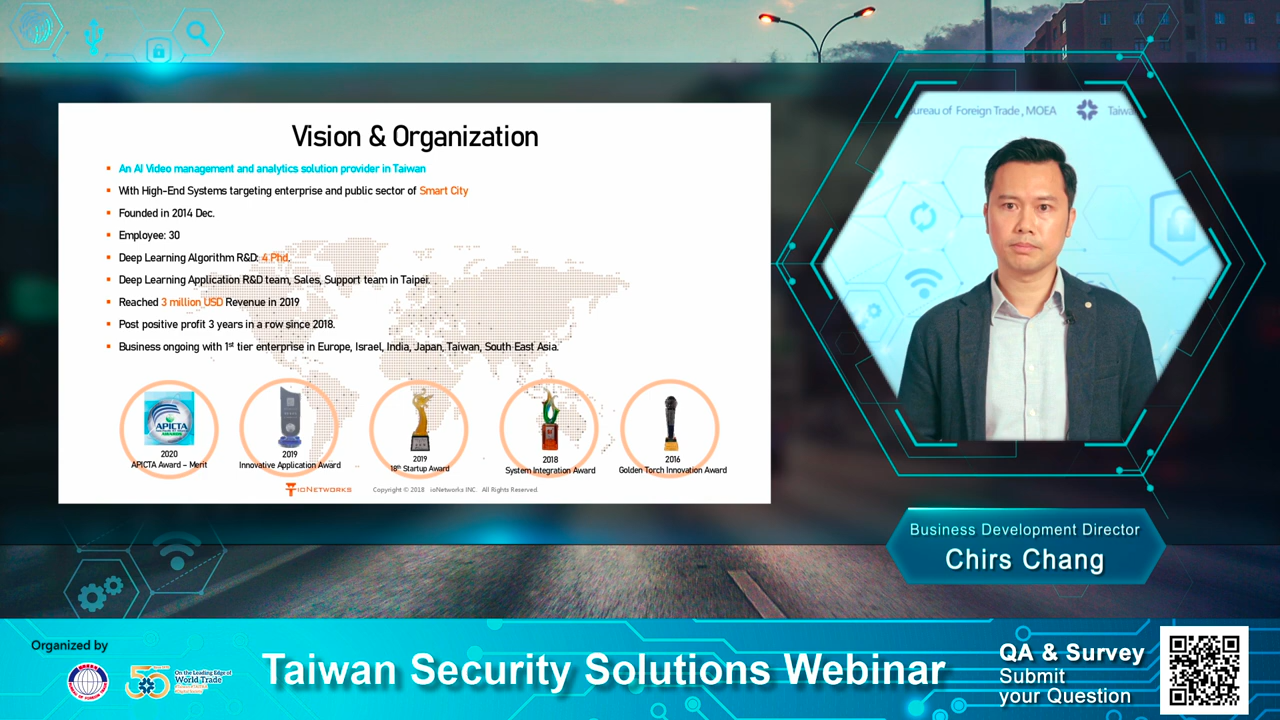 Vision & Organization
An AI Video management and analytics solution provider in Taiwan
With High-End Systems targeting enterprise and public sector of Smart City
Founded in 2014 Dec.
Employee: 30
Deep Learning Algorithm R&D: 4 Phd.
Deep Learning Application R&D team, Sales, Support team in Taipei.
Reached 3 million USD Revenue in 2019
Post positive profit 3 years in a row since 2018.
Business ongoing with 1st tier enterprise in Europe, Israel, India, Japan, Taiwan, South East Asia.
APICTA
AWARDS
2020
APICTA Award – Merit
2019
Innovative Application Award
2019
18th Startup Award
2018
System Integration Award
2016
Golden Torch Innovation Award
ioNetworks
Copyright © 2018 ioNetworks INC. All Rights Reserved.
Bureau of Foreign Trade, MOEA
Business Development Director
Chirs Chang
Organized by
50
On the Leading Edge of
World Trade
Taiwan Security Solutions Webinar
QA & Survey
Submit
your Question